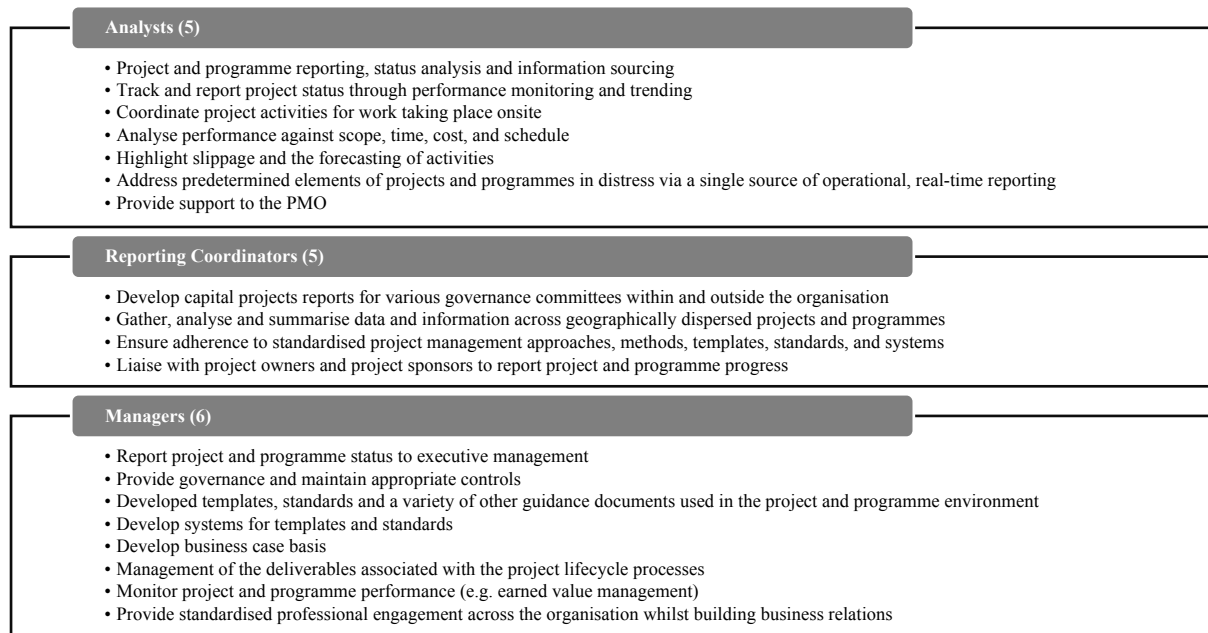 Analysts (5)
• Project and programme reporting, status analysis and information sourcing
• Track and report project status through performance monitoring and trending
• Coordinate project activities for work taking place onsite
• Analyse performance against scope, time, cost, and schedule
• Highlight slippage and the forecasting of activities
• Address predetermined elements of projects and programmes in distress via a single source of operational, real-time reporting
• Provide support to the PMO
Reporting Coordinators (5)
• Develop capital projects reports for various governance committees within and outside the organisation
• Gather, analyse and summarise data and information across geographically dispersed projects and programmes
• Ensure adherence to standardised project management approaches, methods, templates, standards, and systems
• Liaise with project owners and project sponsors to report project and programme progress
Managers (6)
• Report project and programme status to executive management
• Provide governance and maintain appropriate controls
• Developed templates, standards and a variety of other guidance documents used in the project and programme environment
• Develop systems for templates and standards
• Develop business case basis
• Management of the deliverables associated with the project lifecycle processes
• Monitor project and programme performance (e.g. earned value management)
• Provide standardised professional engagement across the organisation whilst building business relations